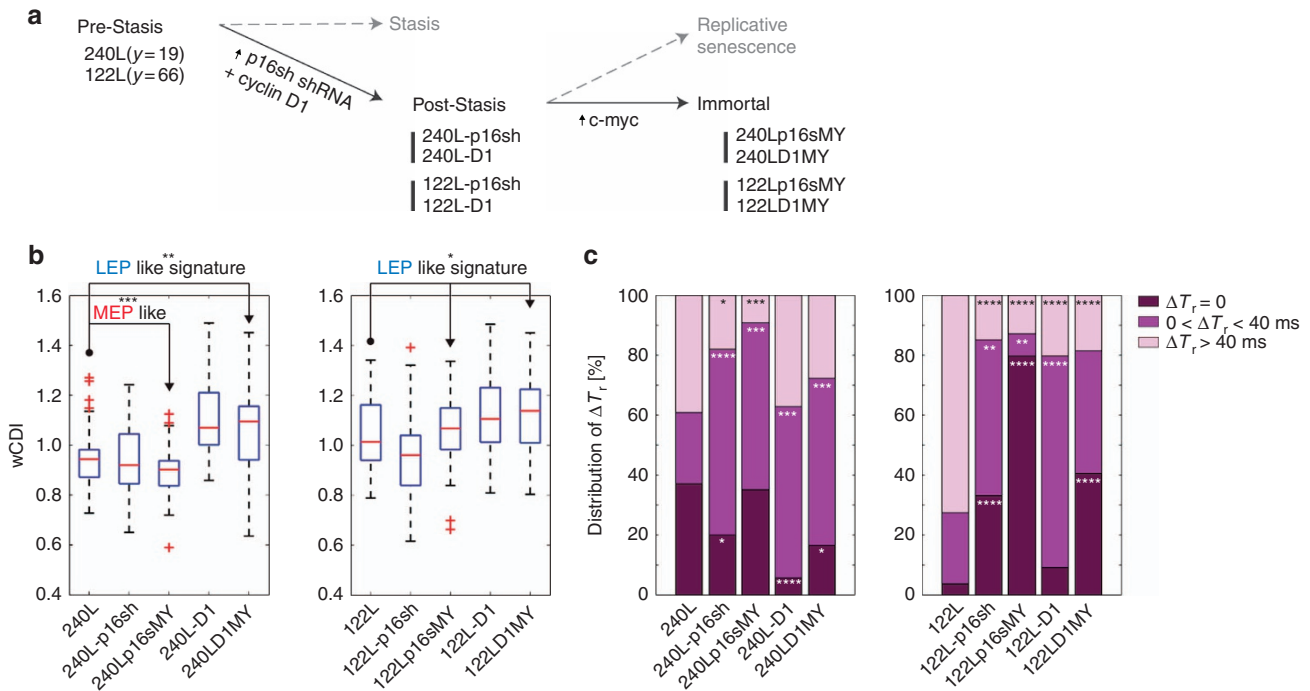 a
Pre-Stasis
240L(y = 19)
122L(y = 66)
Stasis
↑ p16sh shRNA
+ cyclin D1
Post-Stasis
240L-p16sh
240L-D1
122L-p16sh
122L-D1
Replicative
senescence
↑ c-myc
Immortal
240Lp16sMY
240LD1MY
122Lp16sMY
122LD1MY
b
**
LEP like signature
***
MEP like
wCDI
1.6
1.4
1.2
1.0
0.8
0.6
0.4
240L
240L-p16sh
240Lp16sMY
240L-D1
240LD1MY
*
LEP like signature
1.6
1.4
1.2
1.0
0.8
0.6
0.4
122L
122L-p16sh
122Lp16sMY
122L-D1
122LD1MY
c
Distribution of ΔTr [%]
100
80
60
40
20
0
* ***
**** *** *** ***
* **** *
240L
240L-p16sh
240Lp16sMY
240L-D1
240LD1MY
100
80
60
40
20
0
**** **** **** ****
** ** ****
**** **** ****
122L
122L-p16sh
122Lp16sMY
122L-D1
122LD1MY
ΔTr = 0
0 < ΔTr < 40 ms
ΔTr > 40 ms